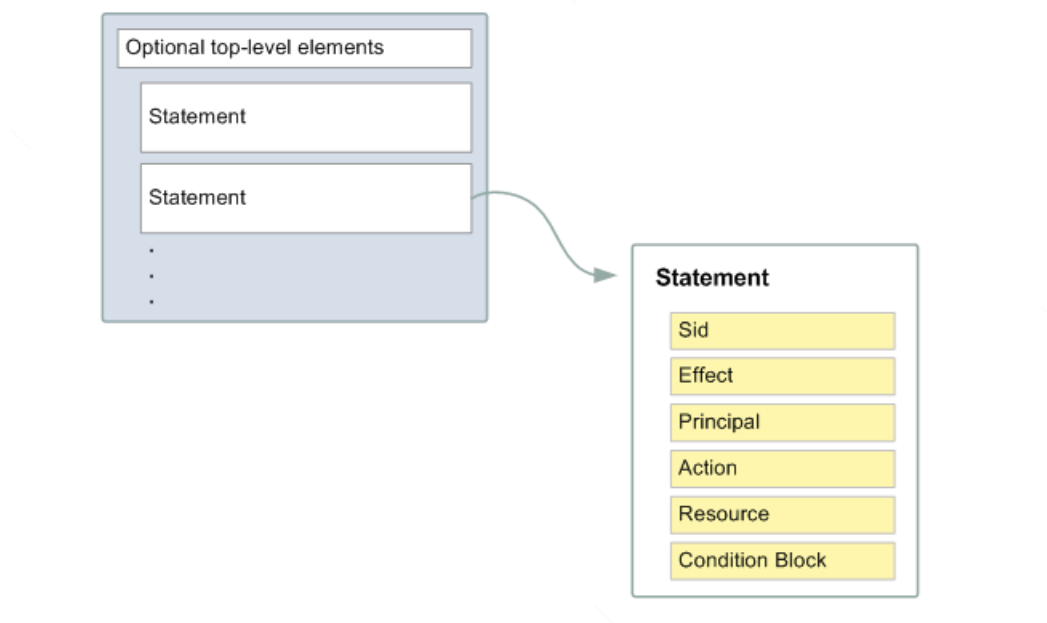 Optional top-level elements
Statement
Statement
.
.
.
Statement
Sid
Effect
Principal
Action
Resource
Condition Block